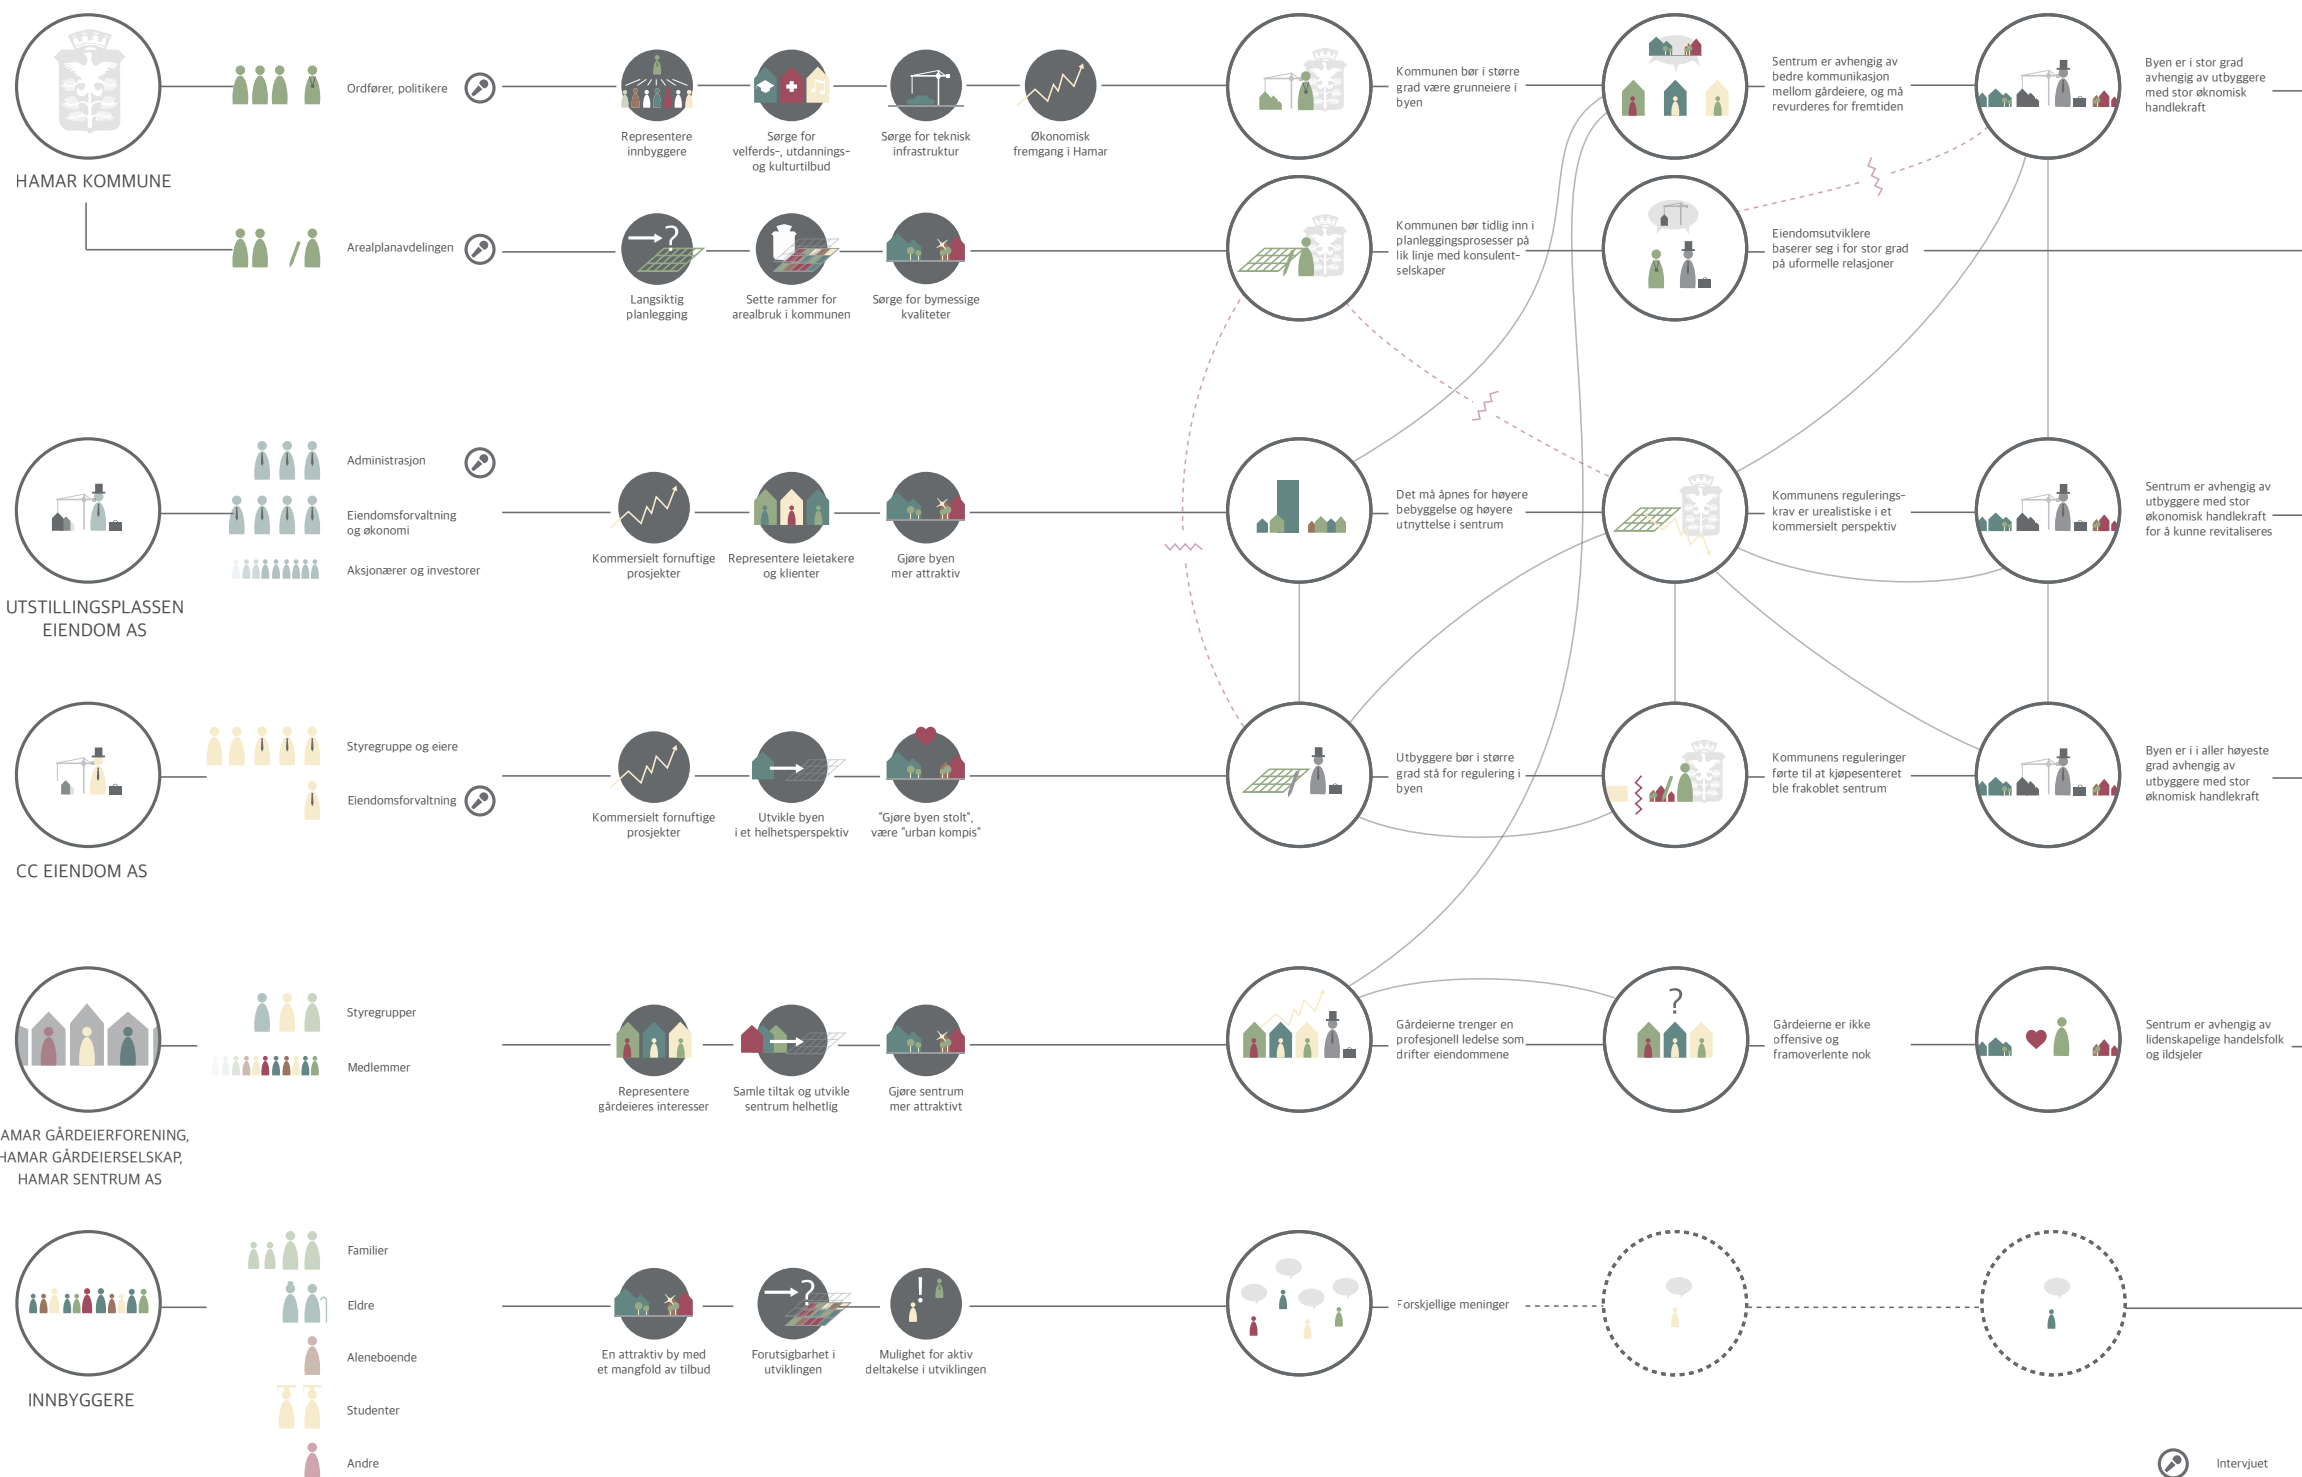 HAMAR KOMMUNE
Ordfører, politikere
Representere
innbyggere
Sørge for
velferds-, utdannings-
og kulturtilbud
Sørge for teknisk
infrastruktur
Økonomisk
fremgang i Hamar
Kommunen bør i større
grad være grunneiere i
byen
Sentrum er avhengig av
bedre kommunikasjon
mellom gårdeiere, og må
revurderes for fremtiden
Byen er i stor grad
avhengig av utbyggere
med stor øknomisk
handlekraft
Arealplanavdelingen
?
Langsiktig
planlegging
Sette rammer for
arealbruk i kommunen
Sørge for bymessige
kvaliteter
Kommunen bør tidlig inn i
planleggingsprosesser på
lik linje med konsulent-
selskaper
Eiendomsutviklere
baserer seg i for stor grad
på uformelle relasjoner
UTSTILLINGSPLASSEN
EIENDOM AS
Administrasjon
Eiendomsforvaltning
og økonomi
Aksjonærer og investorer
Kommersielt fornuftige
prosjekter
Representere leietakere
og klienter
Gjøre byen
mer attraktiv
Det må åpnes for høyere
bebyggelse og høyere
utnyttelse i sentrum
Kommunens regulerings-
krav er urealistiske i et
kommersielt perspektiv
Sentrum er avhengig av
utbyggere med stor
økonomisk handlekraft
for å kunne revitaliseres
CC EIENDOM AS
Styregruppe og eiere
Eiendomsforvaltning
Kommersielt fornuftige
prosjekter
Utvikle byen
i et helhetsperspektiv
"Gjøre byen stolt",
være "urban kompis"
Utbyggere bør i større
grad stå for regulering i
byen
Kommunens reguleringer
førte til at kjøpesenteret
ble frakoblet sentrum
Byen er i i aller høyeste
grad avhengig av
utbyggere med stor
øknomisk handlekraft
AMAR GÅRDEIERFORENING,
HAMAR GÅRDEIERSELSKAP,
HAMAR SENTRUM AS
Styregrupper
Medlemmer
Representere
gårdeieres interesser
Samle tiltak og utvikle
sentrum helhetlig
Gjøre sentrum
mer attraktivt
Gårdeierne trenger en
profesjonell ledelse som
drifter eiendommene
?
Gårdeierne er ikke
offensive og
framoverlente nok
Sentrum er avhengig av
lidenskapelige handelsfolk
og ildsjeler
INNBYGGERE
Familier
Eldre
Aleneboende
Studenter
Andre
En attraktiv by med
et mangfold av tilbud
?
Forutsigbarhet i
utviklingen
!
Mulighet for aktiv
deltakelse i utviklingen
Forskjellige meninger
Intervjuet